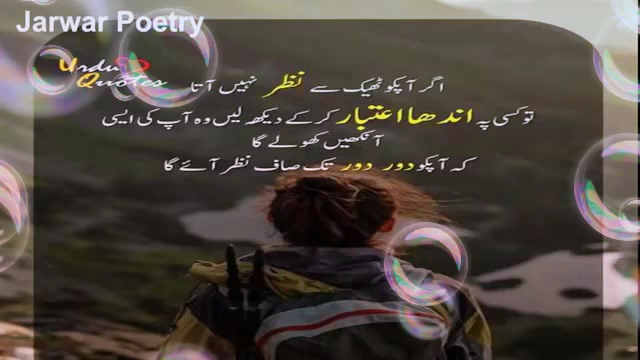 Jarwar Poetry
Urdu
Quotes
اگر آپکو ٹھیک سے نظر نہیں آتا
تو کسی پہ اندھا اعتبار کر کے دیکھ لیں وہ آپ کی ایسی
آنکھیں کھولے گا
کہ آپکو دور دور تک صاف نظر آئے گا